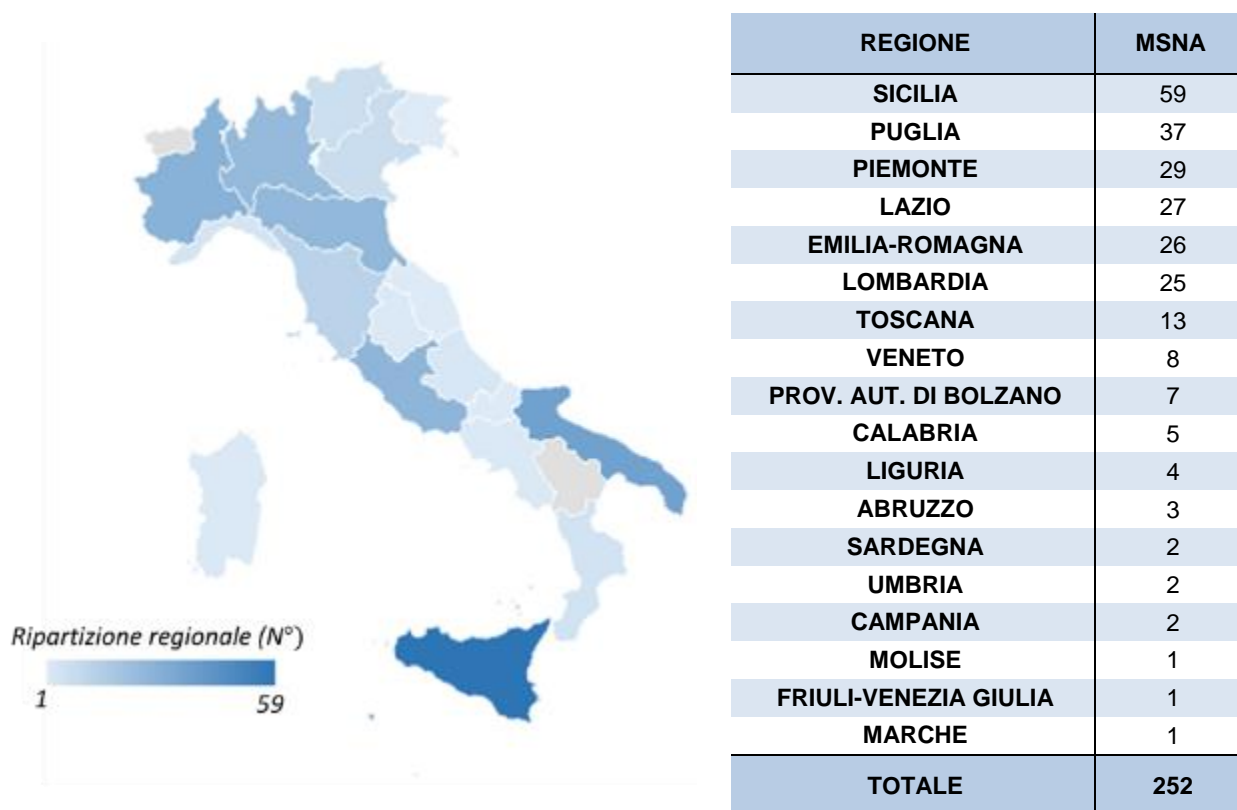 Ripartizione regionale (N°)
1 59
REGIONE MSNA
SICILIA 59
PUGLIA 37
PIEMONTE 29
LAZIO 27
EMILIA-ROMAGNA 26
LOMBARDIA 25
TOSCANA 13
VENETO 8
PROV. AUT. DI BOLZANO 7
CALABRIA 5
LIGURIA 4
ABRUZZO 3
SARDEGNA 2
UMBRIA 2
CAMPANIA 2
MOLISE 1
FRIULI-VENEZIA GIULIA 1
MARCHE 1
TOTALE 252